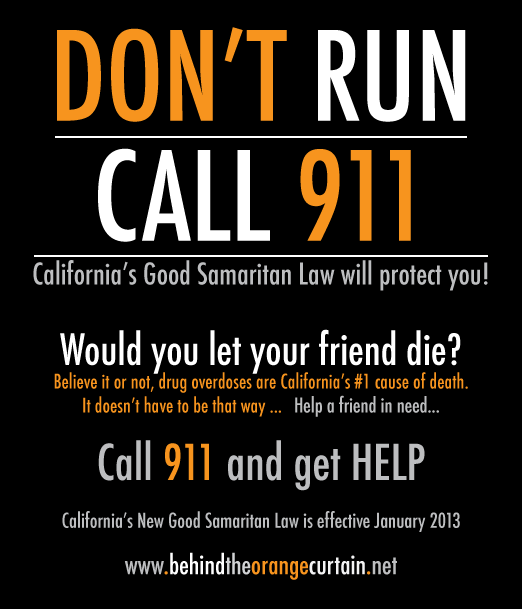 DON'T RUN
CALL 911
California's Good Samaritan Law will protect you!
Would you let your friend die?
Believe it or not, drug overdoses are California's #1 cause of death.
It doesn't have to be that way ... Help a friend in need...
Call 911 and get HELP
California's New Good Samaritan Law is effective January 2013
www.behindtheorangecurtain.net